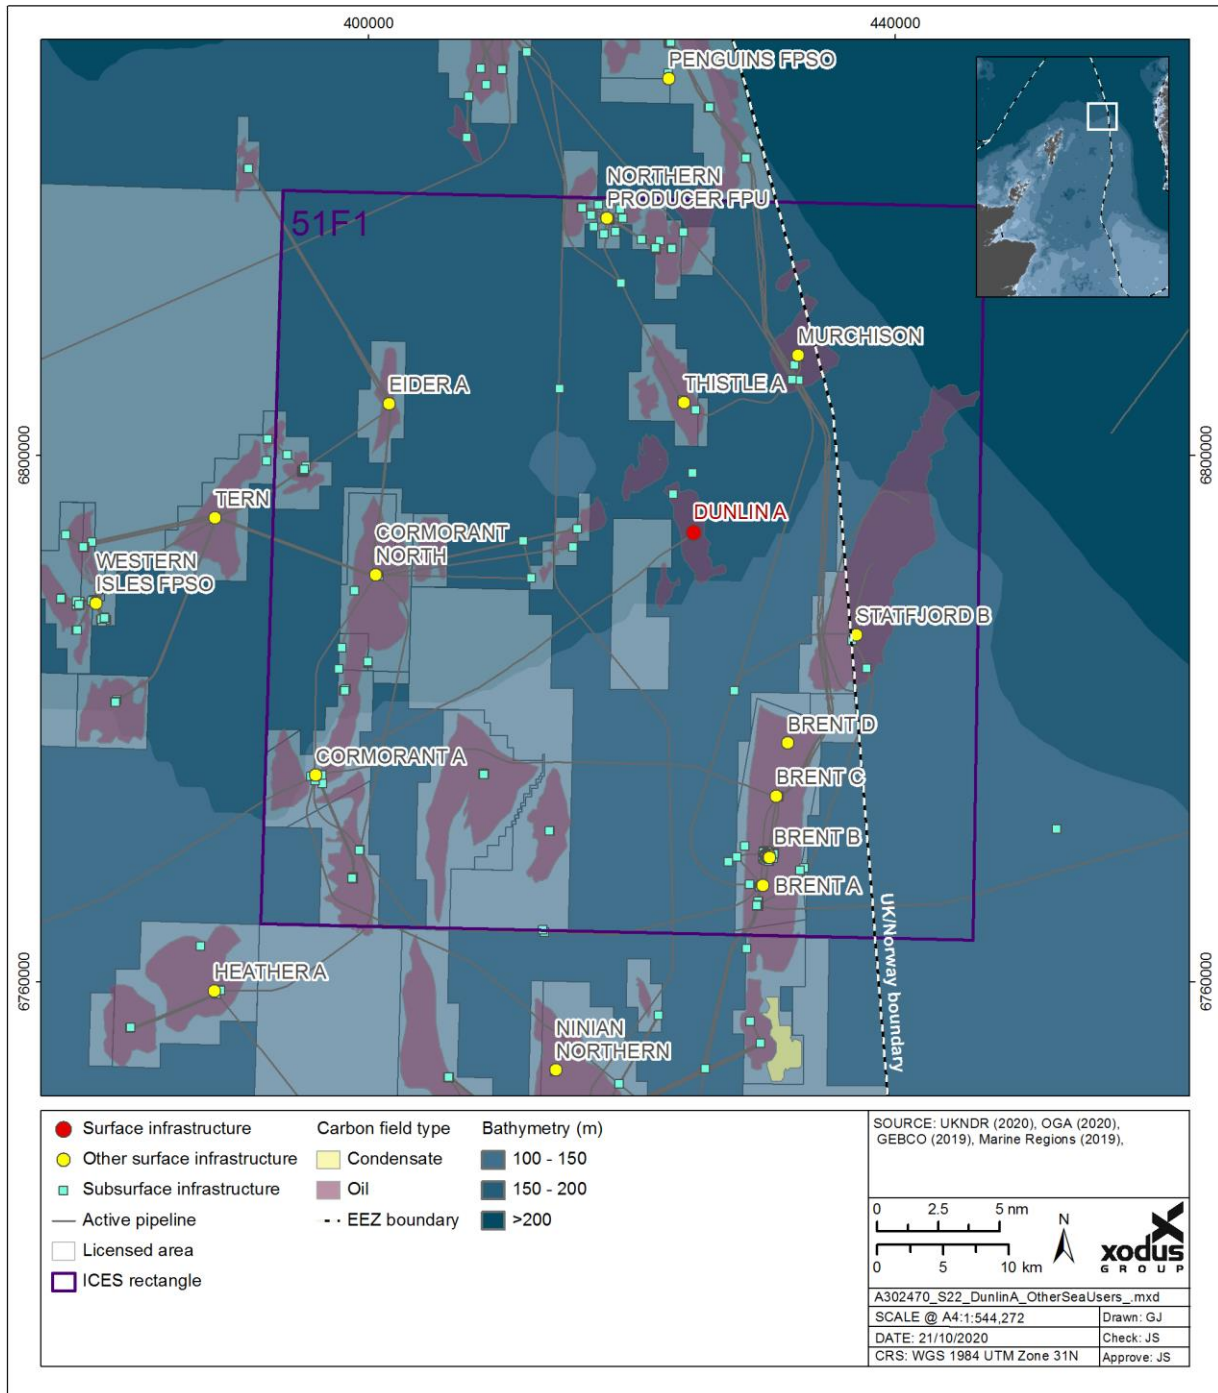 400000
440000
PENGUINS FPSO
NORTHERN
PRODUCER FPU
51F1
MURCHISON
EIDER A
THISTLE A
6800000
6800000
TERN
DUNLIN A
CORMORANT
NORTH
WESTERN
ISLES FPSO
STATFJORD B
BRENT D
CORMORANT A
BRENT C
BRENT B
BRENT A
UK/Norway boundary
HEATHER A
6760000
6760000
NINIAN
NORTHERN
Surface infrastructure
Other surface infrastructure
Subsurface infrastructure
Active pipeline
Licensed area
ICES rectangle
Carbon field type
Condensate
Oil
EEZ boundary
Bathymetry (m)
100 - 150
150 - 200
>200
SOURCE: UKNDR (2020), OGA (2020),
GEBCO (2019), Marine Regions (2019),
0 2.5 5 nm
0 5 10 km
N
xodus
GROUP
A302470_S22_DunlinA_OtherSeaUsers_.mxd
SCALE @ A4:1:544,272
Drawn: GJ
DATE: 21/10/2020
Check: JS
CRS: WGS 1984 UTM Zone 31N
Approve: JS